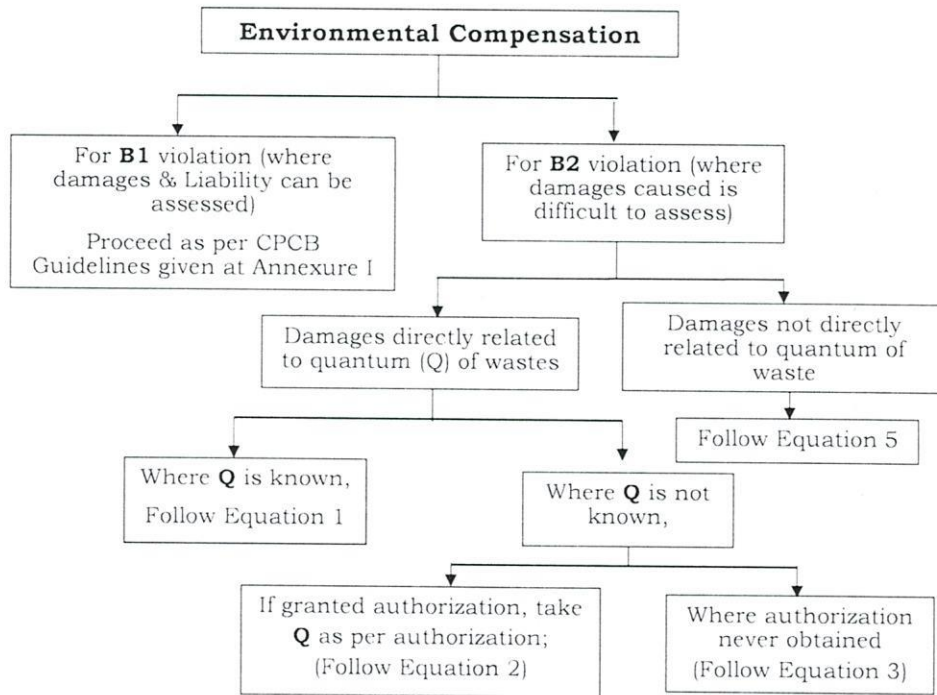 Environmental Compensation
For B1 violation (where
damages & Liability can be
assessed)
Proceed as per CPCB
Guidelines given at Annexure I
For B2 violation (where
damages caused is
difficult to assess)
Damages directly related
to quantum (Q) of wastes
Damages not directly
related to quantum of
waste
Follow Equation 5
Where Q is known,
Follow Equation 1
Where Q is not
known,
If granted authorization, take
Q as per authorization;
(Follow Equation 2)
Where authorization
never obtained
(Follow Equation 3)